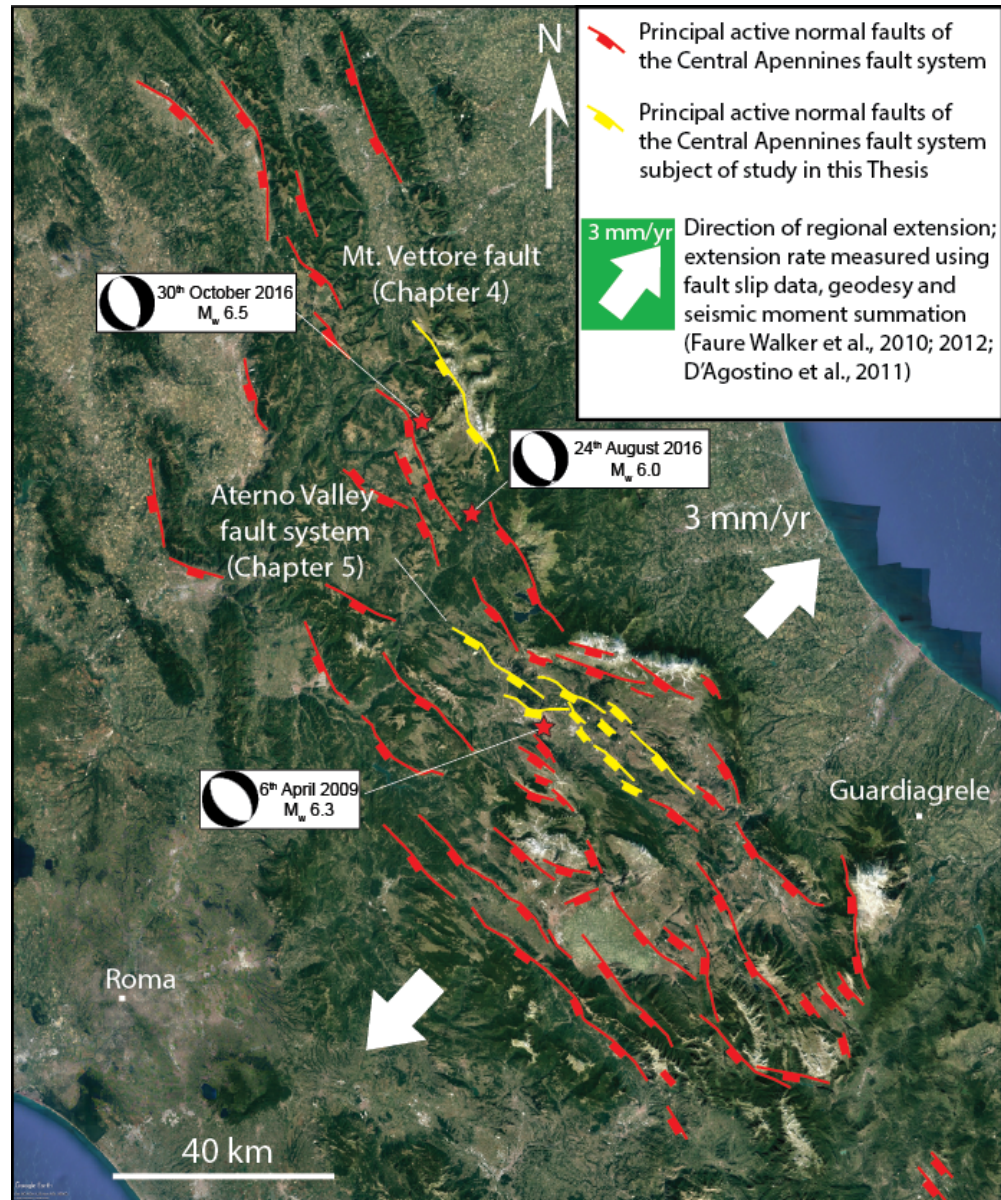 N
Principal active normal faults of
the Central Apennines fault system
Principal active normal faults of
the Central Apennines fault system
subject of study in this Thesis
3 mm/yr
Direction of regional extension;
extension rate measured using
fault slip data, geodesy and
seismic moment summation
(Faure Walker et al., 2010; 2012;
D'Agostino et al., 2011)
Mt. Vettore fault
(Chapter 4)
30th October 2016
Mw 6.5
24th August 2016
Mw 6.0
Aterno Valley
fault system
(Chapter 5)
3 mm/yr
6th April 2009
Mw 6.3
Guardiagrele
Roma
40 km
Google Earth